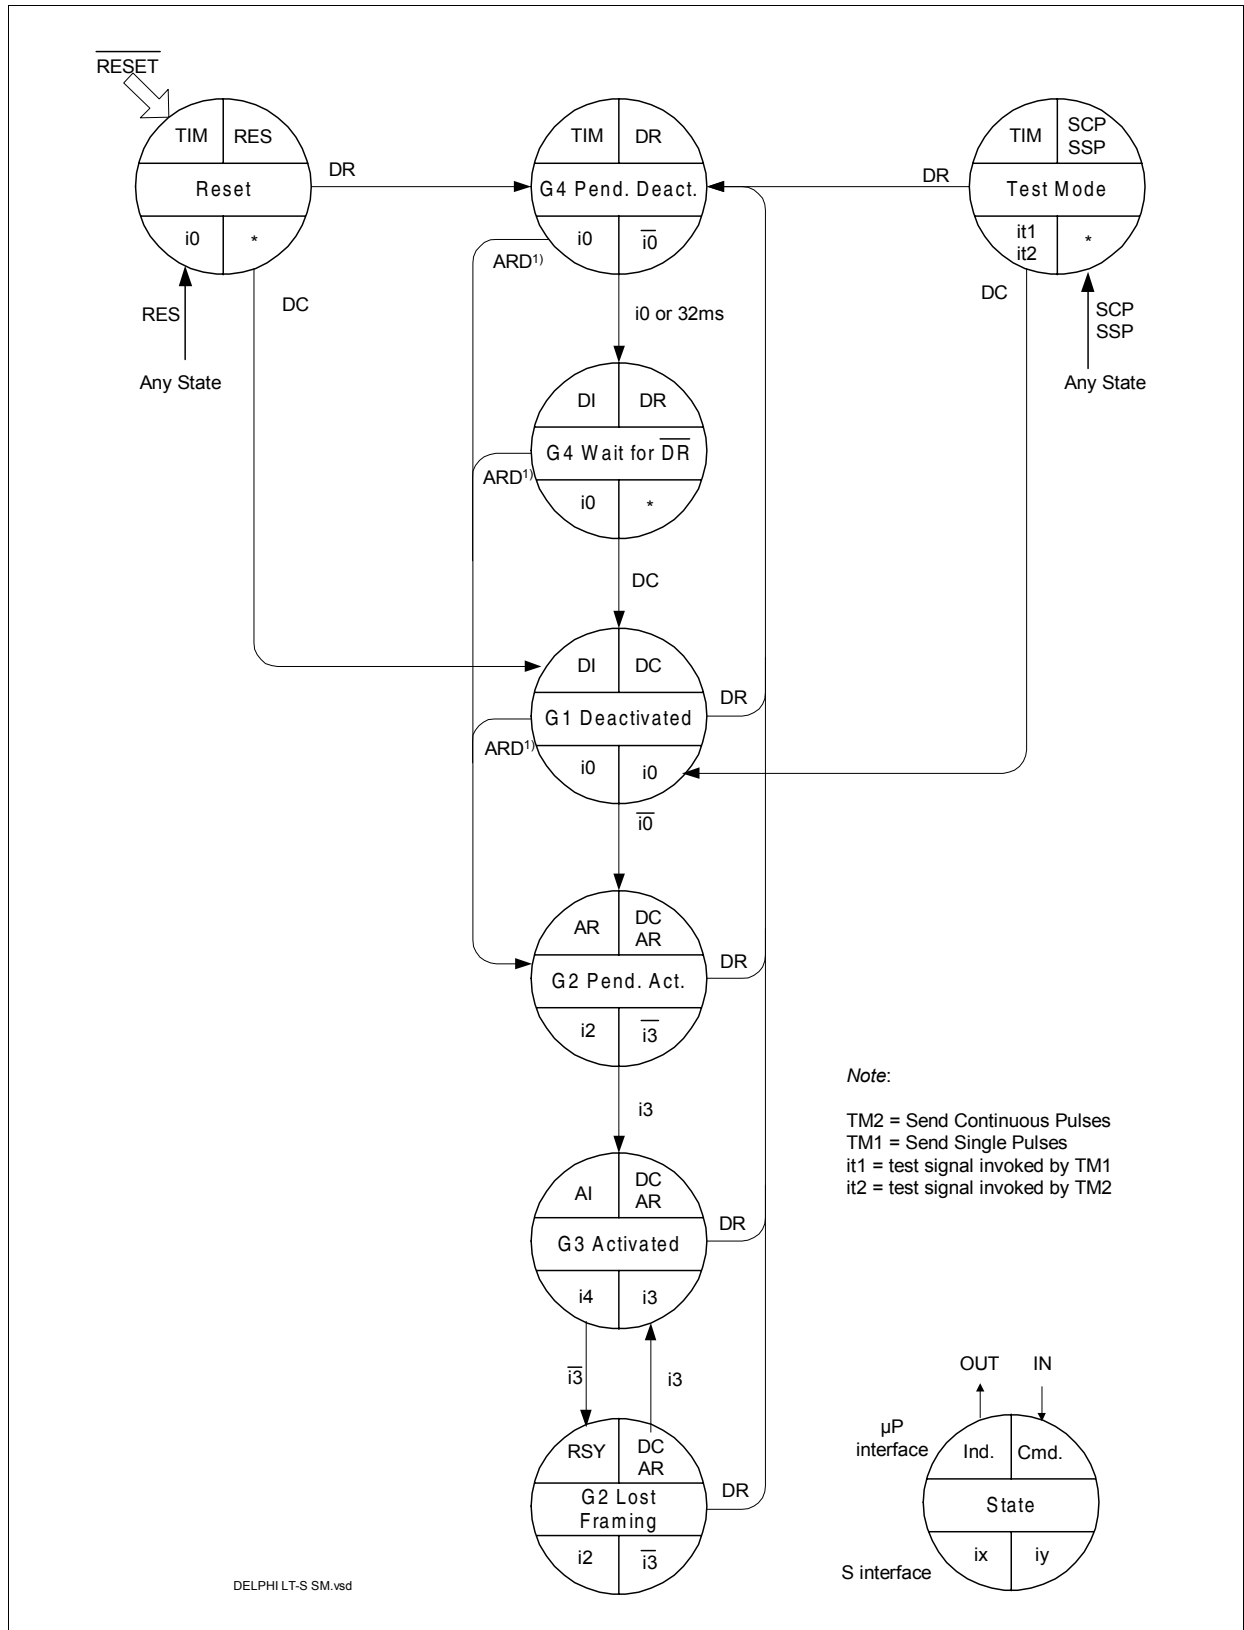 RESET
TIM RES
Reset
i0 *
RES
Any State
DR
DC
TIM DR
G4 Pend. Deact.
i0 i0
ARD1)
i0 or 32ms
TIM SCP
SSP
Test Mode
it1
it2 *
DR
DC
SCP
SSP
Any State
DI DR
G4 Wait for DR
i0 *
ARD1)
DC
DI DC
G1 Deactivated
i0 i0
ARD1)
DR
i0
AR DC
AR
G2 Pend. Act.
i2 i3
DR
i3
AI DC
AR
G3 Activated
i4 i3
DR
i3 i3
RSY DC
AR
G2 Lost
Framing
i2 i3
DR
Note:
TM2 = Send Continuous Pulses
TM1 = Send Single Pulses
it1 = test signal invoked by TM1
it2 = test signal invoked by TM2
OUT IN
µP
interface
Ind. Cmd.
State
ix iy
S interface
DELPHI LT-S SM.vsd